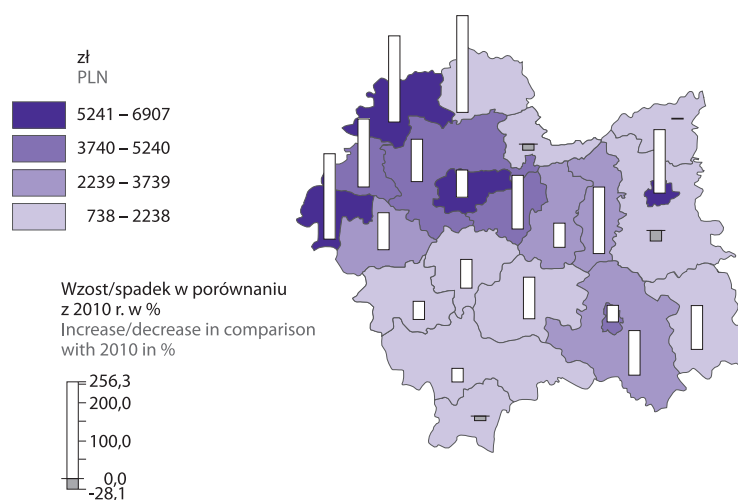 zł
PLN
5241 – 6907
3740 – 5240
2239 – 3739
738 – 2238
Wzost/spadek w porównaniu
z 2010 r. w %
Increase/decrease in comparison
with 2010 in %
256,3
200,0
100,0
0,0
-28,1